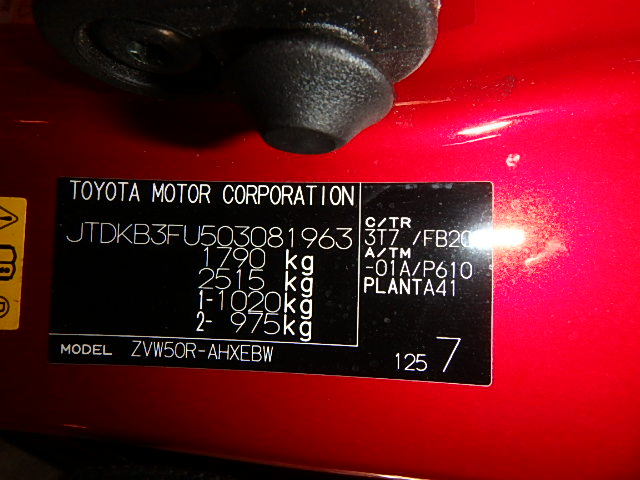 TOYOTA MOTOR CORPORATION
JTDKB3FU503081963
1790 kg
2515 kg
1-1020kg
2- 975kg
C/TR
3T7 /FB20
A/TM
-01A/P610
PLANTA41
MODEL ZVW50R-AHXEBW
125 7